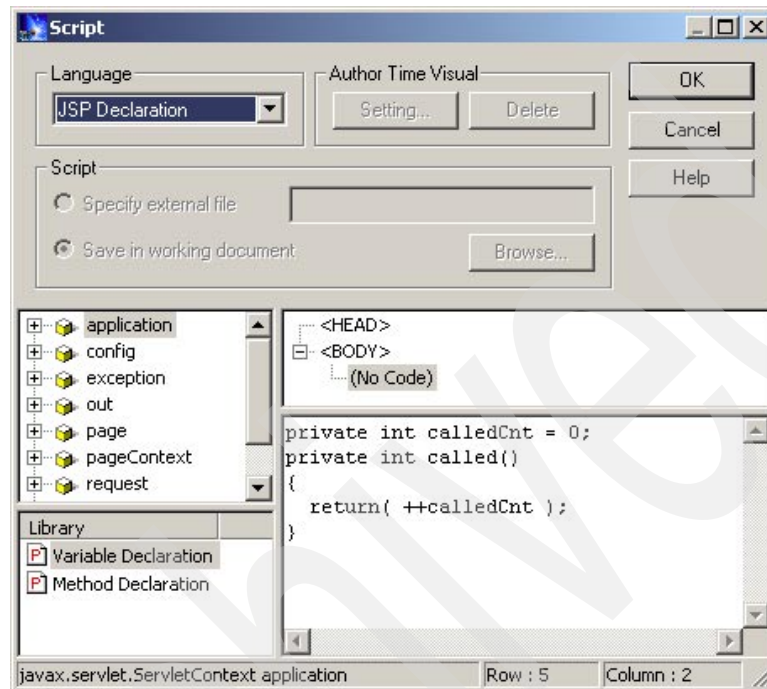 Script
Language
JSP Declaration
Author Time Visual
Setting...
Delete
OK
Cancel
Help
Script
Specify external file
Save in working document
Browse...
application
config
exception
out
page
pageContext
request
<HEAD>
<BODY>
(No Code)
private int calledCnt = 0;
private int called()
{
return( ++calledCnt );
}
Library
Variable Declaration
Method Declaration
javax.servlet.ServletContext application
Row : 5
Column : 2